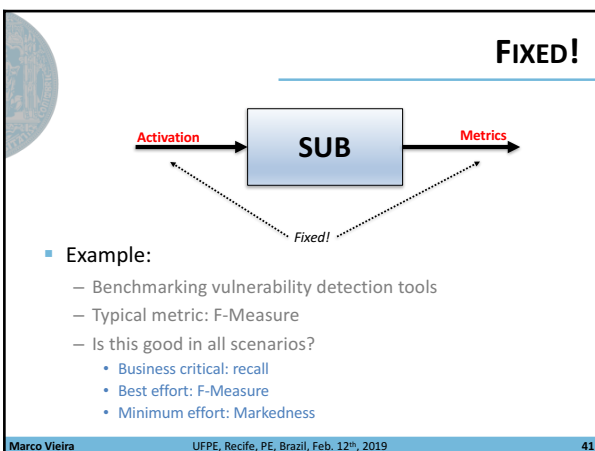 FIXED!
Activation
SUB
Metrics
Fixed!
▪ Example:
– Benchmarking vulnerability detection tools
– Typical metric: F-Measure
– Is this good in all scenarios?
• Business critical: recall
• Best effort: F-Measure
• Minimum effort: Markedness
Marco Vieira UFPE, Recife, PE, Brazil, Feb. 12th, 2019 41